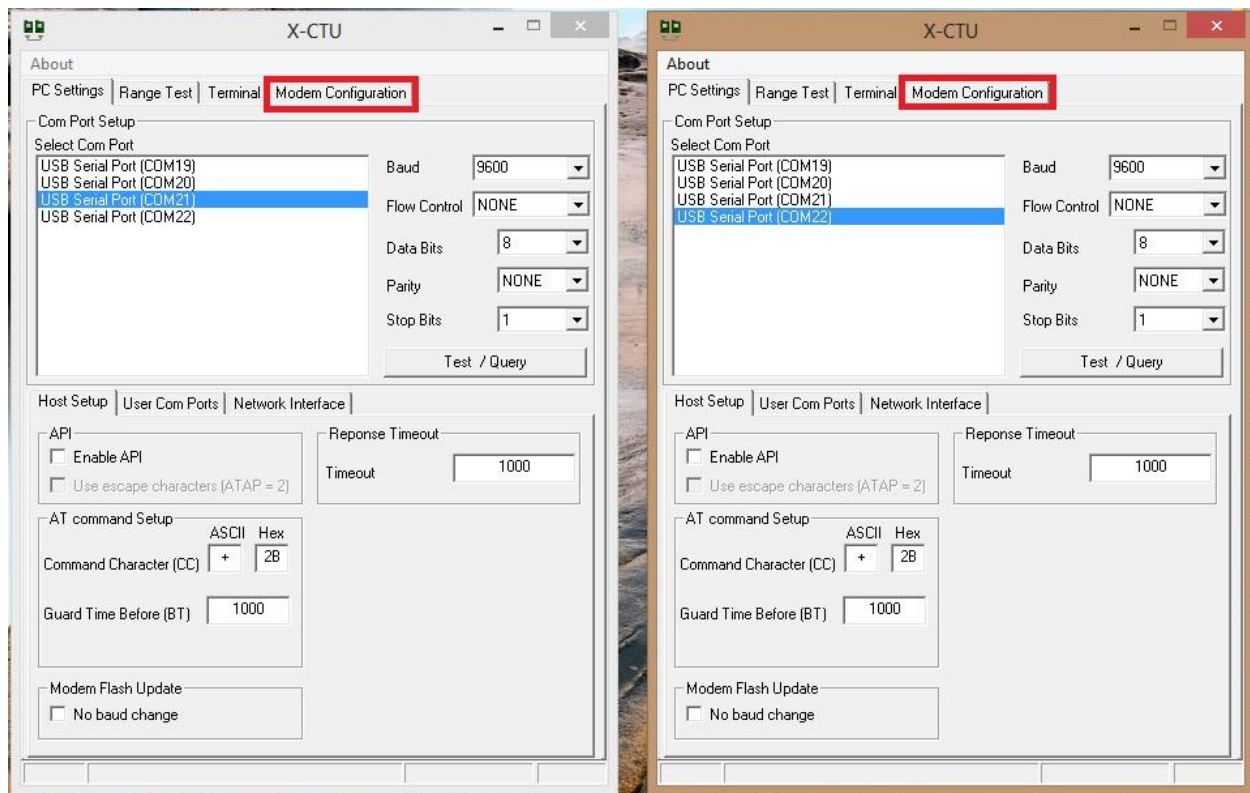 X-CTU
About
PC Settings Range Test Terminal Modem Configuration
Com Port Setup
Select Com Port
USB Serial Port (COM19)
USB Serial Port (COM20)
USB Serial Port (COM21)
USB Serial Port (COM22)
Baud 9600
Flow Control NONE
Data Bits 8
Parity NONE
Stop Bits 1
Test / Query
Host Setup User Com Ports Network Interface
API
Enable API
Use escape characters (ATAP = 2)
Reponse Timeout
Timeout 1000
AT command Setup
ASCII Hex
Command Character (CC) + 2B
Guard Time Before (BT) 1000
Modem Flash Update
No baud change
X-CTU
About
PC Settings Range Test Terminal Modem Configuration
Com Port Setup
Select Com Port
USB Serial Port (COM19)
USB Serial Port (COM20)
USB Serial Port (COM21)
USB Serial Port (COM22)
Baud 9600
Flow Control NONE
Data Bits 8
Parity NONE
Stop Bits 1
Test / Query
Host Setup User Com Ports Network Interface
API
Enable API
Use escape characters (ATAP = 2)
Reponse Timeout
Timeout 1000
AT command Setup
ASCII Hex
Command Character (CC) + 2B
Guard Time Before (BT) 1000
Modem Flash Update
No baud change